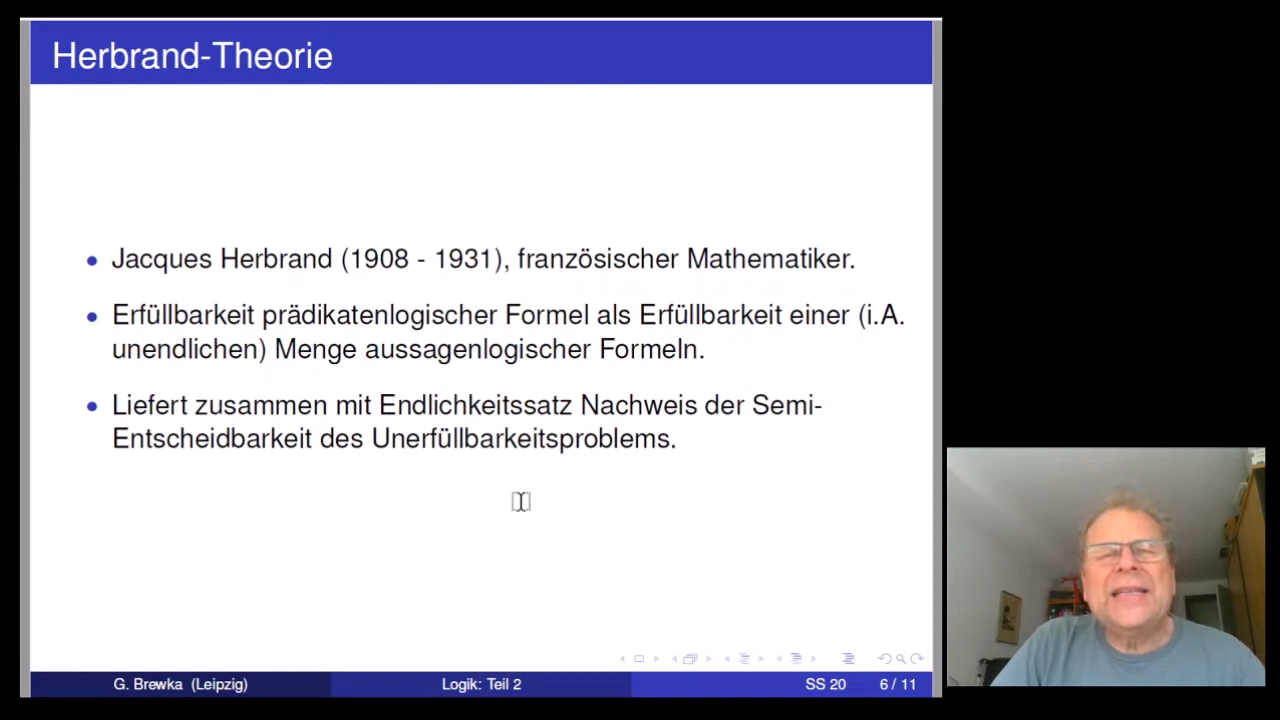 Herbrand-Theorie
Jacques Herbrand (1908 - 1931), französischer Mathematiker.
Erfüllbarkeit prädikatenlogischer Formel als Erfüllbarkeit einer (i.A.
unendlichen) Menge aussagenlogischer Formeln.
Liefert zusammen mit Endlichkeitssatz Nachweis der Semi-
Entscheidbarkeit des Unerfüllbarkeitsproblems.
G. Brewka (Leipzig) Logik: Teil 2 SS 20 6 / 11